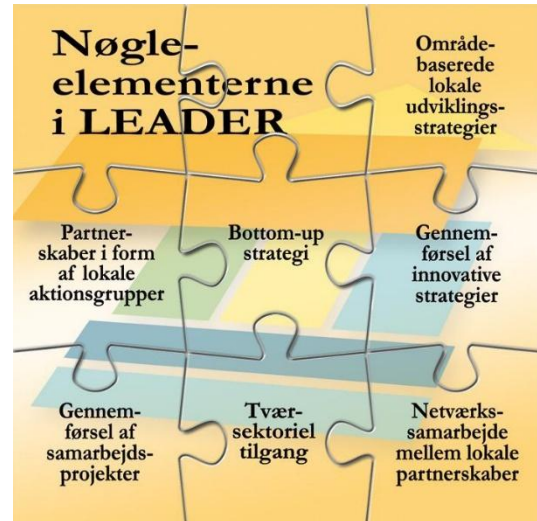 Nøgle-
elementerne
i LEADER
Område-
baserede
lokale
udviklings-
strategier
Partner-
skaber i form
af lokale
aktionsgrupper
Bottom-up
strategi
Gennem-
førsel af
innovative
strategier
Gennem-
førsel af
samarbejds-
projekter
Tvær-
sektoriel
tilgang
Netværks-
samarbejde
mellem lokale
partnerskaber